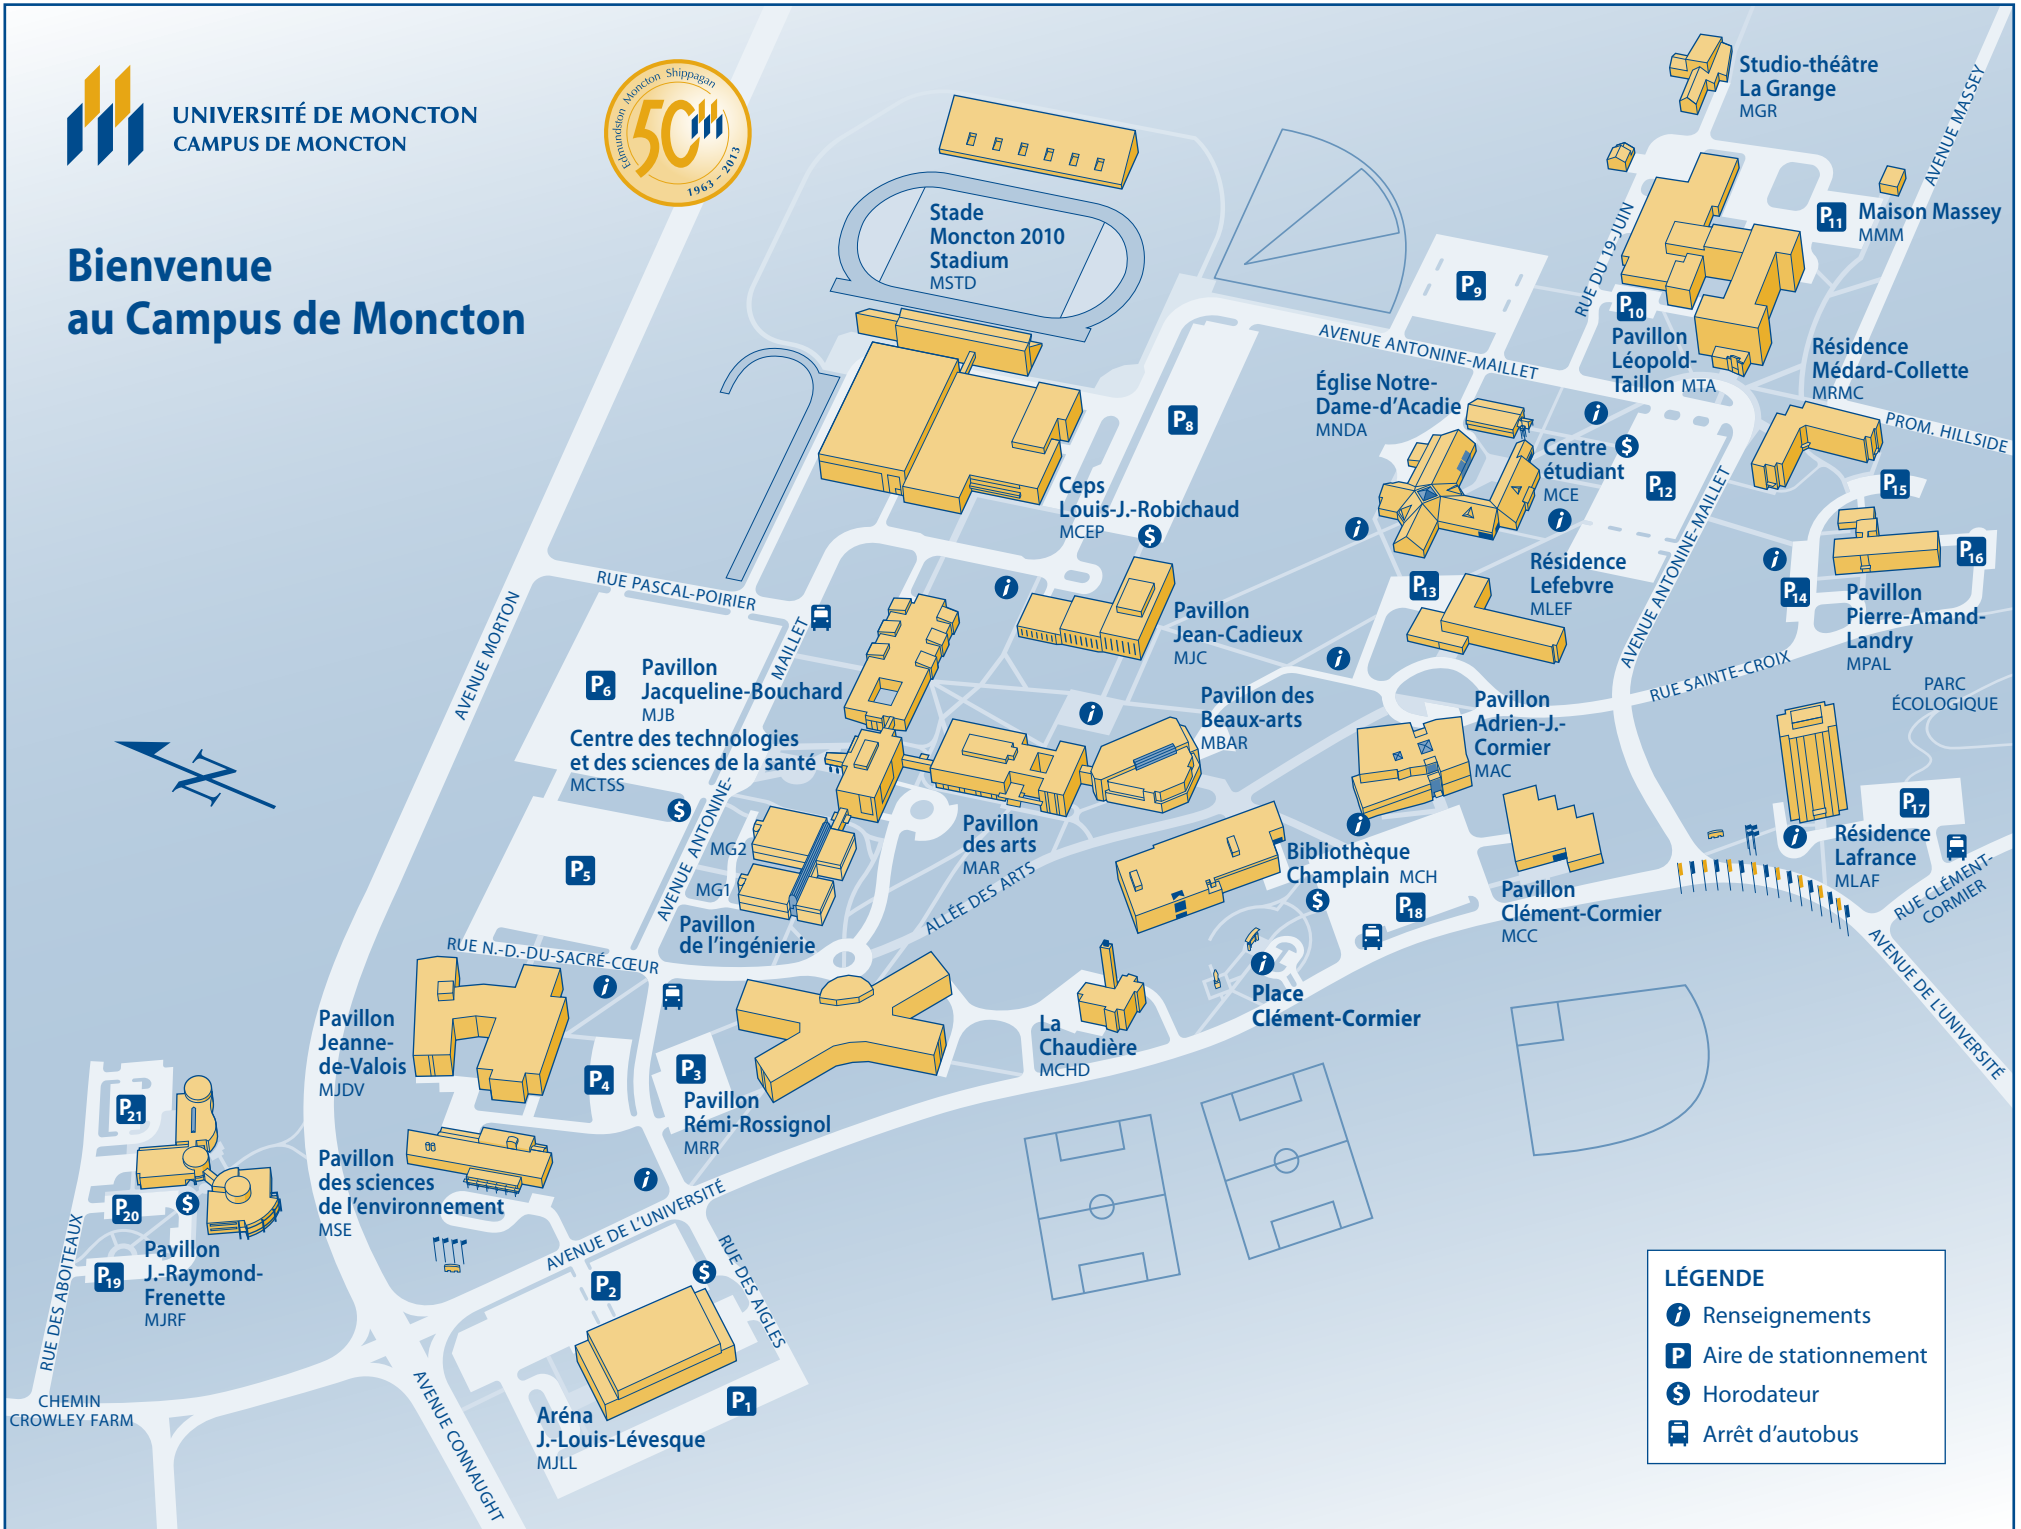 UNIVERSITÉ DE MONCTON
CAMPUS DE MONCTON
Edmundston Moncton Shippagan
50
1963 – 2013
Bienvenue
au Campus de Moncton
Studio-théâtre
La Grange
MGR
AVENUE MASSEY
Maison Massey
MMM
P11
RUE DU 19-JUIN
P10
Pavillon
Léopold-
Taillon MTA
Stade
Moncton 2010
Stadium
MSTD
P9
AVENUE ANTONINE-MAILLET
Résidence
Médard-Collette
MRMC
PROM. HILLSIDE
Église Notre-
Dame-d'Acadie
MNDA
i
$
Centre
étudiant
MCE
P8
P12
P15
Ceps
Louis-J.-Robichaud
MCEP
$
i
i
AVENUE ANTONINE-MAILLET
i
P16
P14
Pavillon
Pierre-Amand-
Landry
MPAL
Résidence
Lefebvre
MLEF
P13
RUE PASCAL-POIRIER
AVENUE MORTON
i
Pavillon
Jean-Cadieux
MJC
i
RUE SAINTE-CROIX
PARC
ÉCOLOGIQUE
P6
Pavillon
Jacqueline-Bouchard
MJB
Centre des technologies
et des sciences de la santé
MCTSS
$
AVENUE ANTONINE-
MAILLET
i
Pavillon des
Beaux-arts
MBAR
Pavillon
Adrien-J.-
Cormier
MAC
N
P5
MG2
MG1
Pavillon
de l'ingénierie
Pavillon
des arts
MAR
ALLÉE DES ARTS
i
Bibliothèque
Champlain MCH
$
P18
Pavillon
Clément-Cormier
MCC
i
P17
Résidence
Lafrance
MLAF
RUE CLÉMENT-
CORMIER
AVENUE DE L'UNIVERSITÉ
RUE N.-D.-DU-SACRÉ-CŒUR
i
Pavillon
Jeanne-
de-Valois
MJDV
P4
P3
Pavillon
Rémi-Rossignol
MRR
La
Chaudière
MCHD
i
Place
Clément-Cormier
P21
P20
$
P19
Pavillon
J.-Raymond-
Frenette
MJRF
RUE DES ABOITEAUX
Pavillon
des sciences
de l'environnement
MSE
i
AVENUE DE L'UNIVERSITÉ
RUE DES AIGLES
P2
$
P1
Aréna
J.-Louis-Lévesque
MJLL
AVENUE CONNAUGHT
CHEMIN
CROWLEY FARM
LÉGENDE
i Renseignements
P Aire de stationnement
$ Horodateur
Arrêt d'autobus